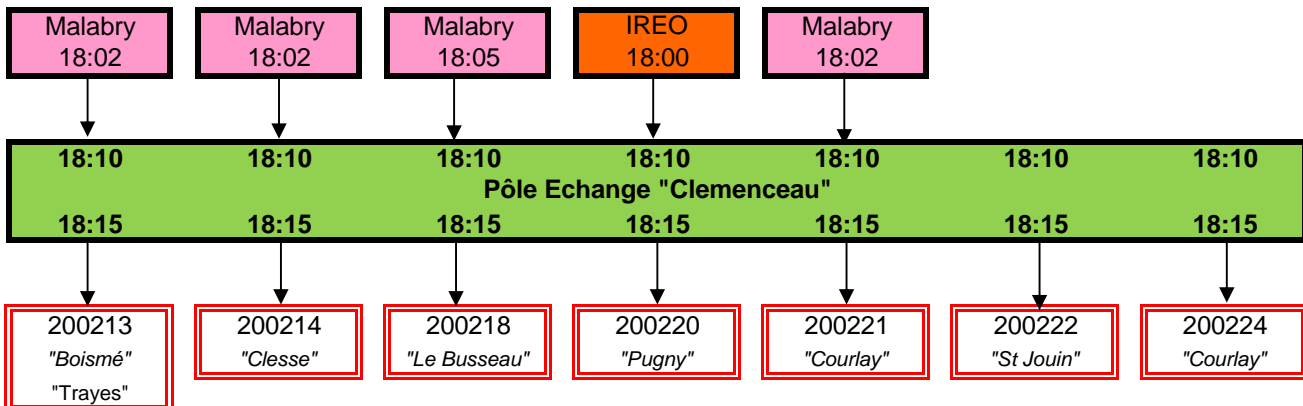 Malabry Malabry Malabry IREO Malabry
18:02 18:02 18:05 18:00 18:02
18:10 18:10 18:10 18:10 18:10 18:10 18:10
Pôle Echange "Clemenceau"
18:15 18:15 18:15 18:15 18:15 18:15 18:15
200213 200214 200218 200220 200221 200222 200224
"Boismé" "Clesse" "Le Busseau" "Pugny" "Courlay" "St Jouin" "Courlay"
"Trayes"